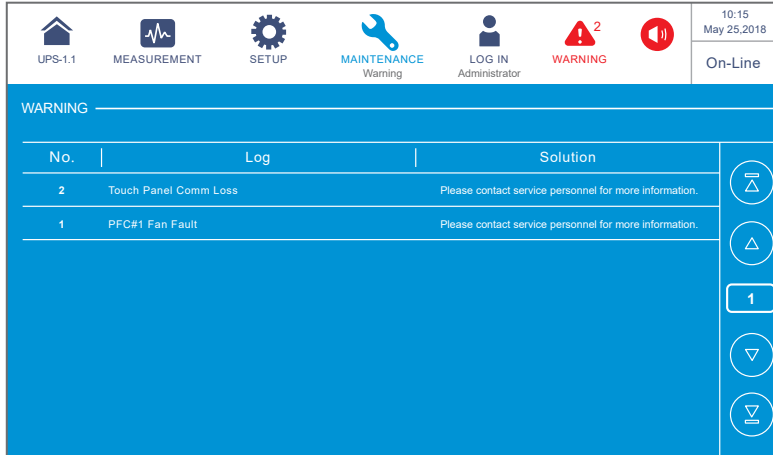 2
10:15
May 25,2018
UPS-1.1 MEASUREMENT SETUP MAINTENANCE LOG IN WARNING
Warning Administrator
On-Line
WARNING
No. Log Solution
2 Touch Panel Comm Loss Please contact service personnel for more information.
1 PFC#1 Fan Fault Please contact service personnel for more information.
1